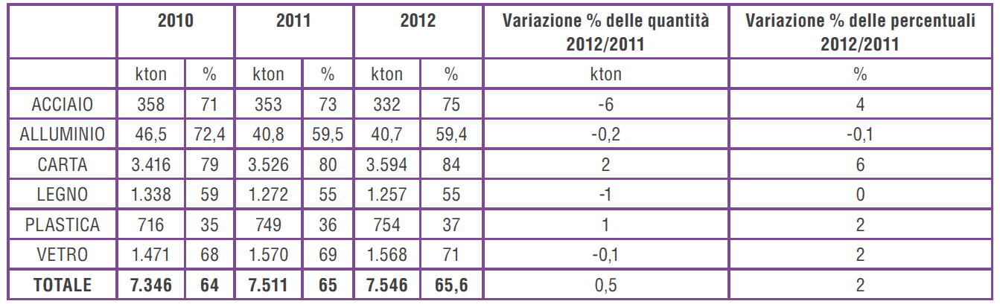 2010 2011 2012 Variazione % delle quantità 2012/2011 Variazione % delle percentuali 2012/2011
kton % kton % kton % kton %
ACCIAIO 358 71 353 73 332 75 -6 4
ALLUMINIO 46,5 72,4 40,8 59,5 40,7 59,4 -0,2 -0,1
CARTA 3.416 79 3.526 80 3.594 84 2 6
LEGNO 1.338 59 1.272 55 1.257 55 -1 0
PLASTICA 716 35 749 36 754 37 1 2
VETRO 1.471 68 1.570 69 1.568 71 -0,1 2
TOTALE 7.346 64 7.511 65 7.546 65,6 0,5 2